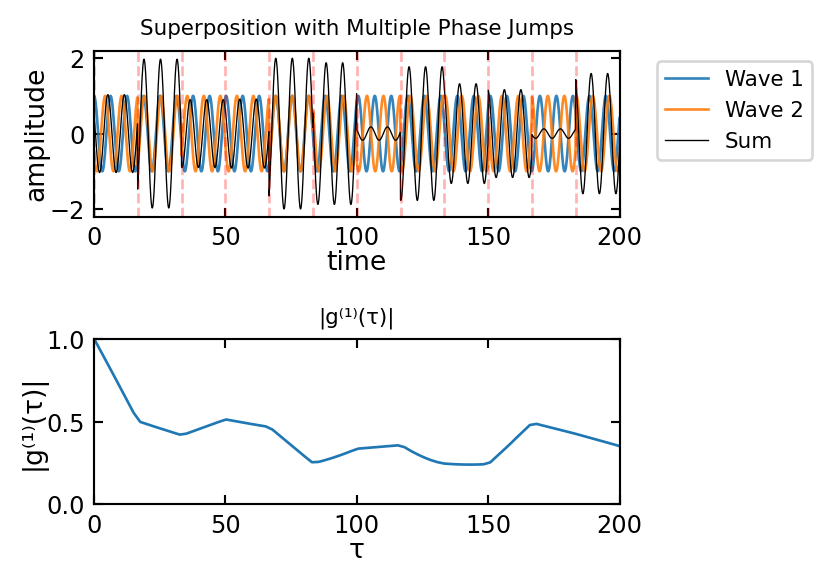 Superposition with Multiple Phase Jumps
amplitude
2
0
−2
0 50 100 150 200
time
Wave 1
Wave 2
Sum
|g⁽¹⁾(τ)|
|g⁽¹⁾(τ)|
1.0
0.5
0.0
0 50 100 150 200
τ